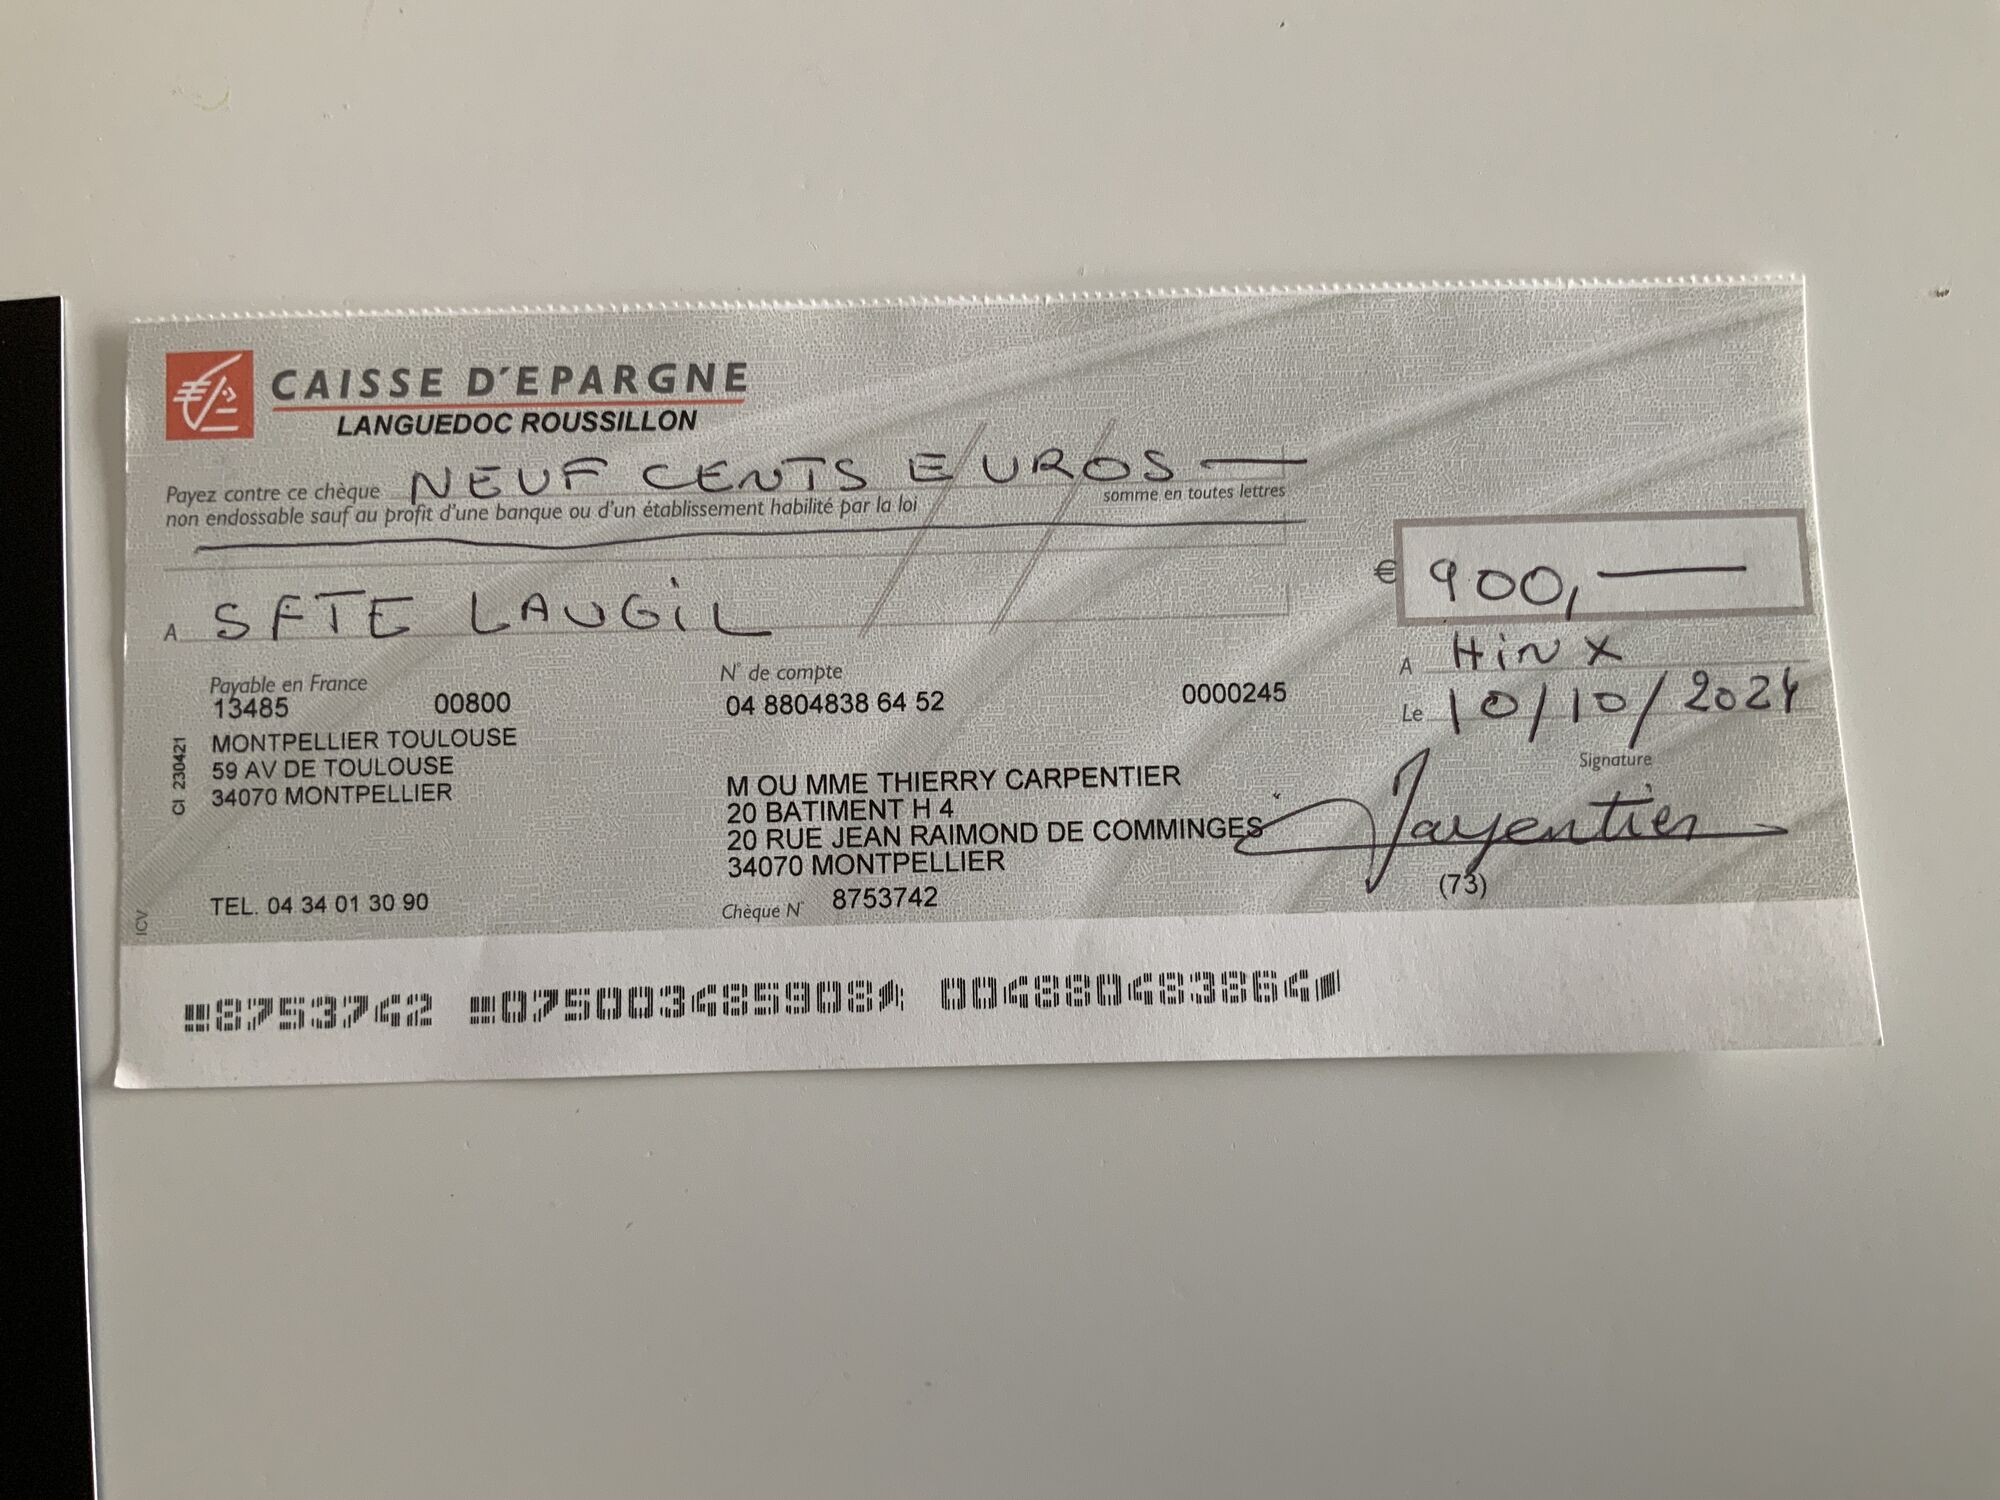 CAISSE D'EPARGNE
LANGUEDOC ROUSSILLON
Payez contre ce chèque NEUF CENTS EUROS —
non endossable sauf au profit d'une banque ou d'un établissement habilité par la loi
somme en toutes lettres
€ 900, —
A SFTE LAUGIL
A HINX
Le 10/10/2024
Payable en France
13485 00800
MONTPELLIER TOULOUSE
59 AV DE TOULOUSE
34070 MONTPELLIER
TEL. 04 34 01 30 90
CI 230421
ICV
N° de compte
04 8804838 64 52 0000245
M OU MME THIERRY CARPENTIER
20 BATIMENT H 4
20 RUE JEAN RAIMOND DE COMMINGES
34070 MONTPELLIER
Chèque N° 8753742
Signature
Carpentier
(73)
8753742 075003485908 004880483864